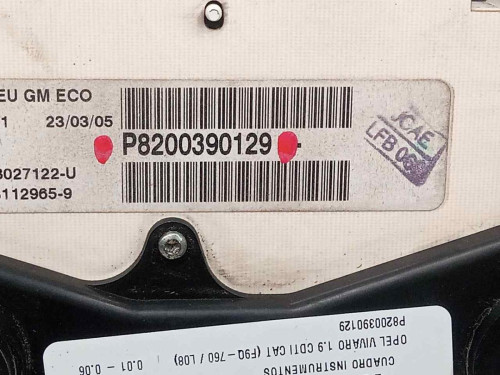 EU GM ECO
23/03/05
P8200390129 -
3027122-U
112965-9
JCAE
LFB 06
P8200390129
OPEL VIVARO 1.9 CDTI CAT (F9Q-760 / L08) | 0.01 - 0.06
CUADRO INSTRUMENTOS